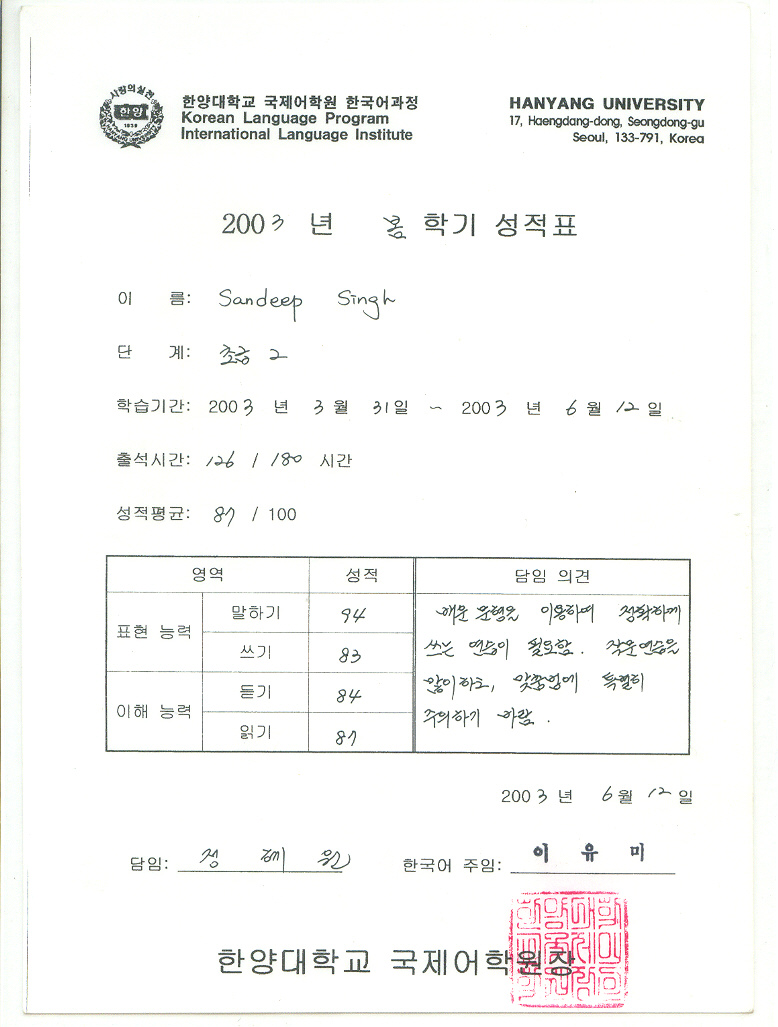 사랑의실천
한양
1939
HANYANG UNIVERSITY
한양대학교 국제어학원 한국어과정
Korean Language Program
International Language Institute
HANYANG UNIVERSITY
17, Haengdang-dong, Seongdong-gu
Seoul, 133-791, Korea
2003 년 봄 학기 성적표
이 름: Sandeep Singh
단 계: 초급 2
학습기간: 2003 년 3 월 31 일 ~ 2003 년 6 월 12 일
출석시간: 126 / 180 시간
성적평균: 87 / 100
영역 성적 담임 의견
표현 능력 말하기 94
쓰기 83
이해 능력 듣기 84
읽기 87
배운 문형을 이용하여 정확하게
쓰는 연습이 필요함. 작문연습을
많이 하고, 맞춤법에 특별히
주의하기 바람.
2003 년 6 월 12 일
담임: 정 혜 원 한국어 주임: 이 유 미
한양대학교 국제어학원장